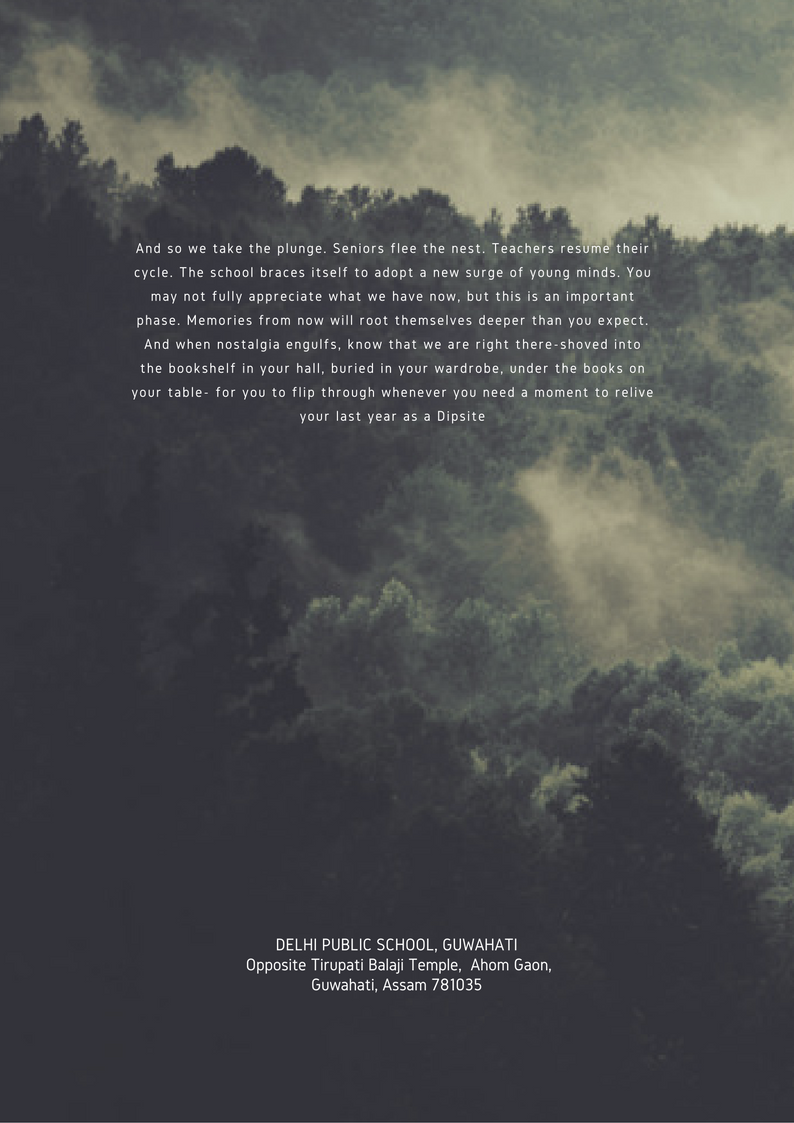 And so we take the plunge. Seniors flee the nest. Teachers resume their
cycle. The school braces itself to adopt a new surge of young minds. You
may not fully appreciate what we have now, but this is an important
phase. Memories from now will root themselves deeper than you expect.
And when nostalgia engulfs, know that we are right there-shoved into
the bookshelf in your hall, buried in your wardrobe, under the books on
your table- for you to flip through whenever you need a moment to relive
your last year as a Dipsite
DELHI PUBLIC SCHOOL, GUWAHATI
Opposite Tirupati Balaji Temple,  Ahom Gaon,
Guwahati, Assam 781035